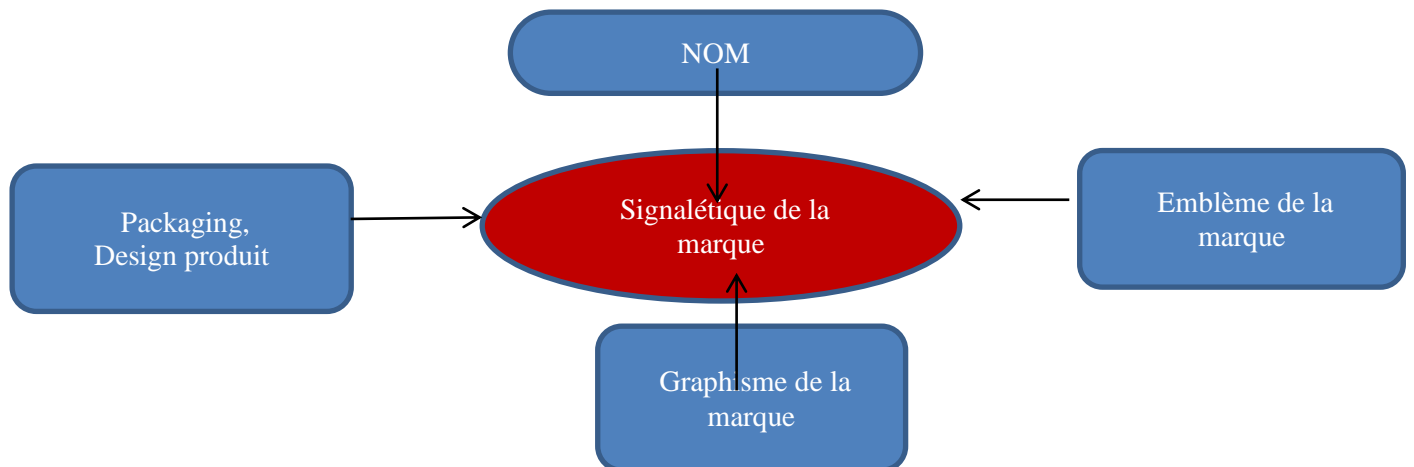 NOM
Packaging,
Design produit
Signalétique de la
marque
Emblème de la
marque
Graphisme de la
marque